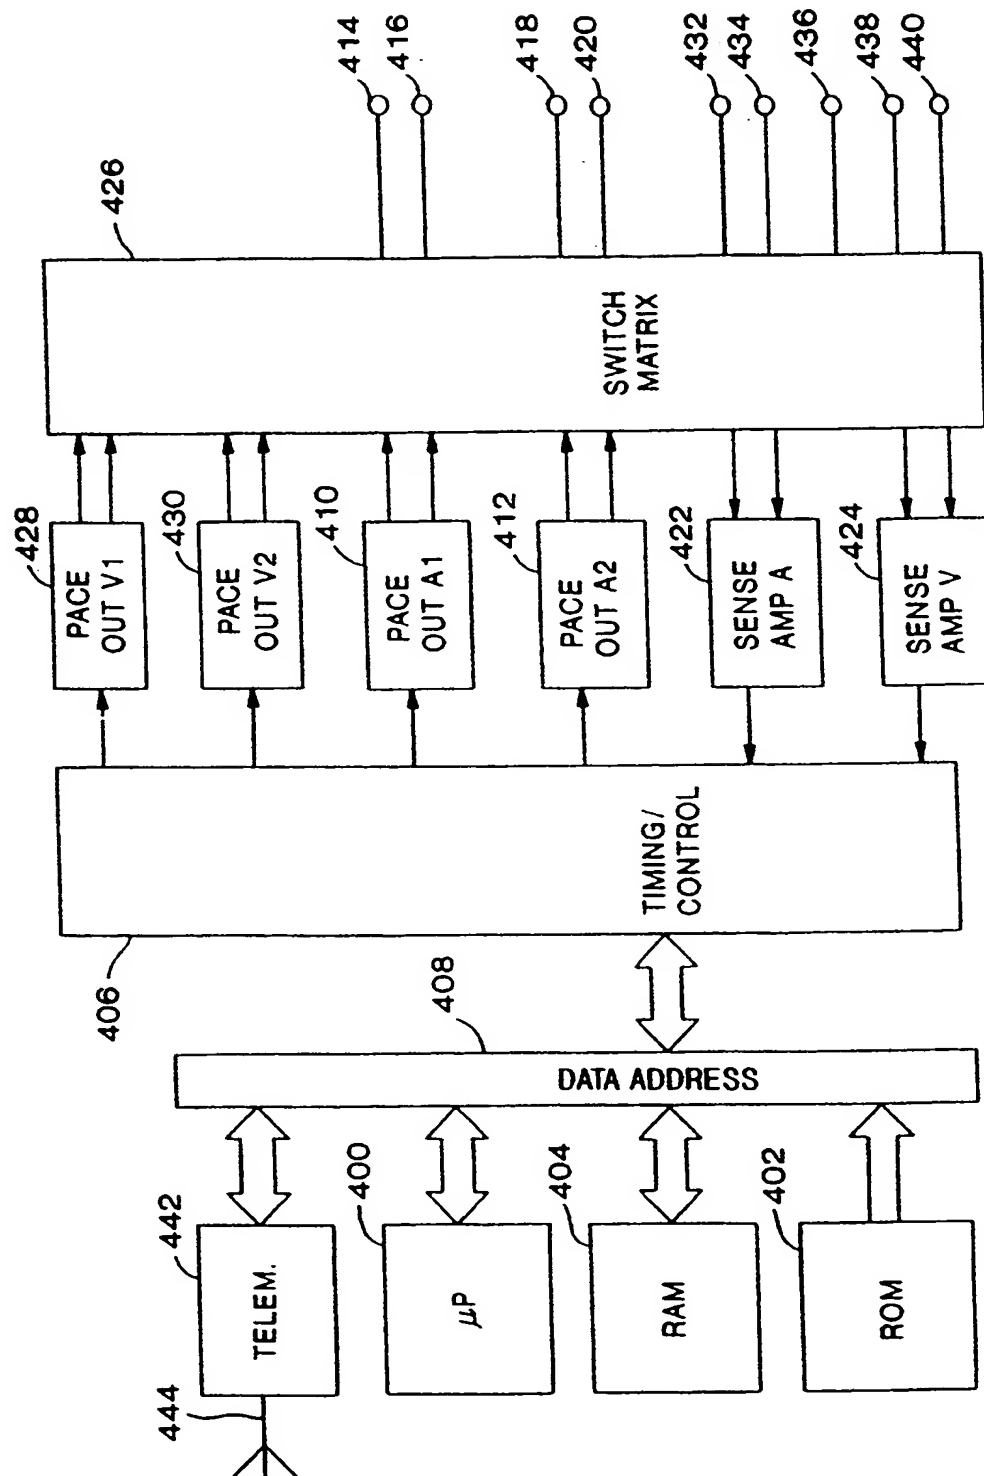 414
416
418
420
432
434
436
438
440
426
SWITCH
MATRIX
428
PACE
OUT V1
430
PACE
OUT V2
410
PACE
OUT A1
412
PACE
OUT A2
422
SENSE
AMP A
424
SENSE
AMP V
406
TIMING/
CONTROL
408
DATA ADDRESS
442
TELEM.
444
400
μP
404
RAM
402
ROM